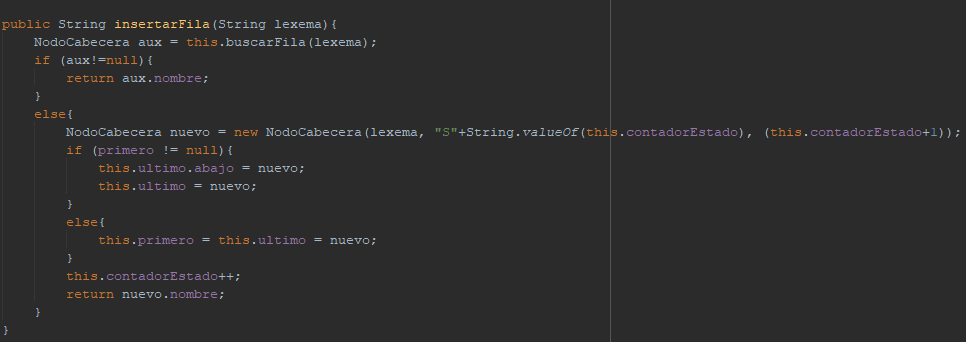 public String insertarFila(String lexema){
    NodoCabecera aux = this.buscarFila(lexema);
    if (aux!=null){
        return aux.nombre;
    }
    else{
        NodoCabecera nuevo = new NodoCabecera(lexema, "S"+String.valueOf(this.contadorEstado), (this.contadorEstado+1));
        if (primero != null){
            this.ultimo.abajo = nuevo;
            this.ultimo = nuevo;
        }
        else{
            this.primero = this.ultimo = nuevo;
        }
        this.contadorEstado++;
        return nuevo.nombre;
    }
}